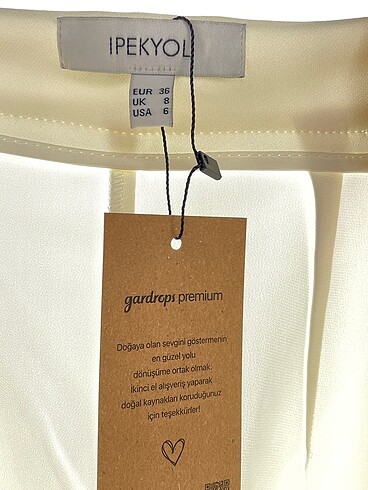 IPEKYOL
EUR 36
UK 8
USA 6
gardrops premium
Doğaya olan sevgini göstermenin
en güzel yolu
dönüşüme ortak olmak.
İkinci el alışveriş yaparak
doğal kaynakları koruduğunuz
için teşekkürler!